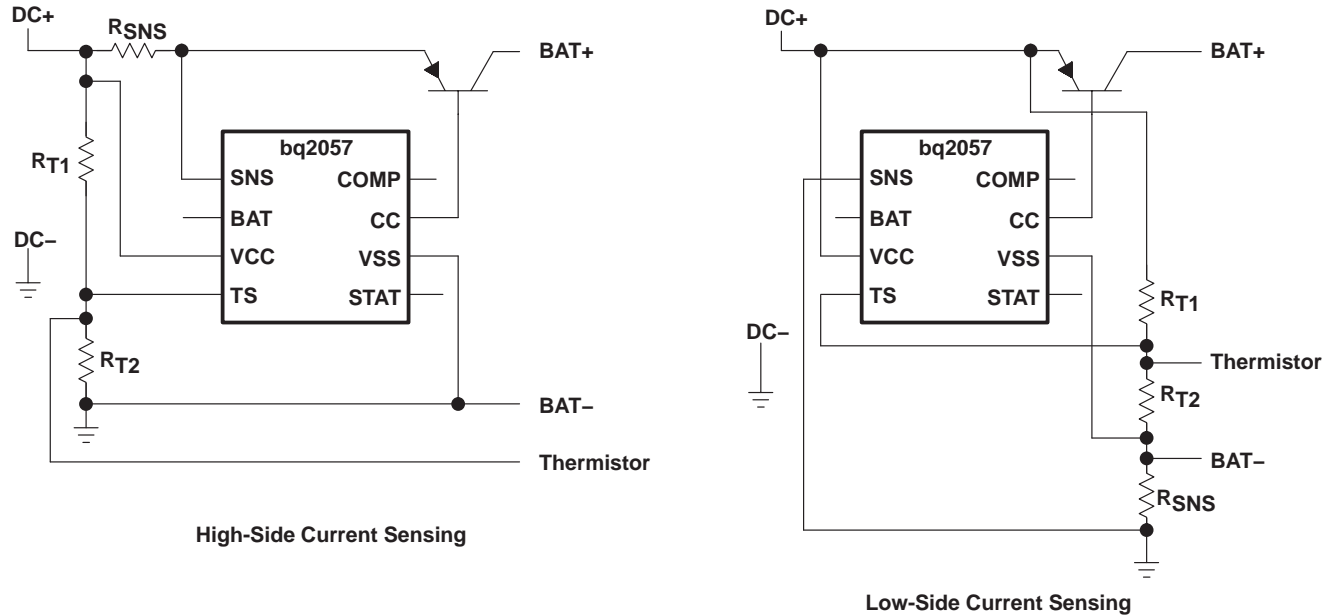 DC+
RSNS
BAT+
bq2057
RT1
SNS
COMP
BAT
CC
DC–
VCC
VSS
TS
STAT
RT2
BAT–
Thermistor
High-Side Current Sensing
DC+
BAT+
bq2057
SNS
COMP
BAT
CC
VCC
VSS
TS
STAT
RT1
DC–
Thermistor
RT2
BAT–
RSNS
Low-Side Current Sensing